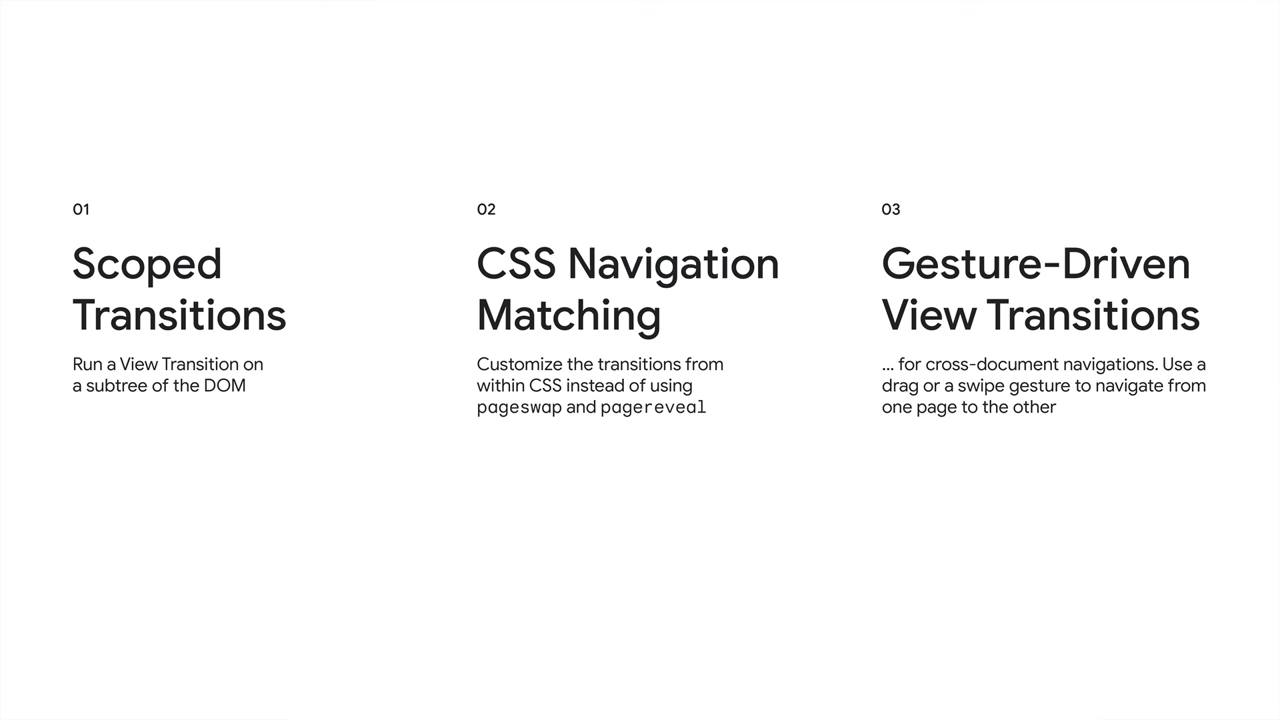 01
Scoped
Transitions
Run a View Transition on
a subtree of the DOM
02
CSS Navigation
Matching
Customize the transitions from
within CSS instead of using
pageswap and pagereveal
03
Gesture-Driven
View Transitions
... for cross-document navigations. Use a
drag or a swipe gesture to navigate from
one page to the other